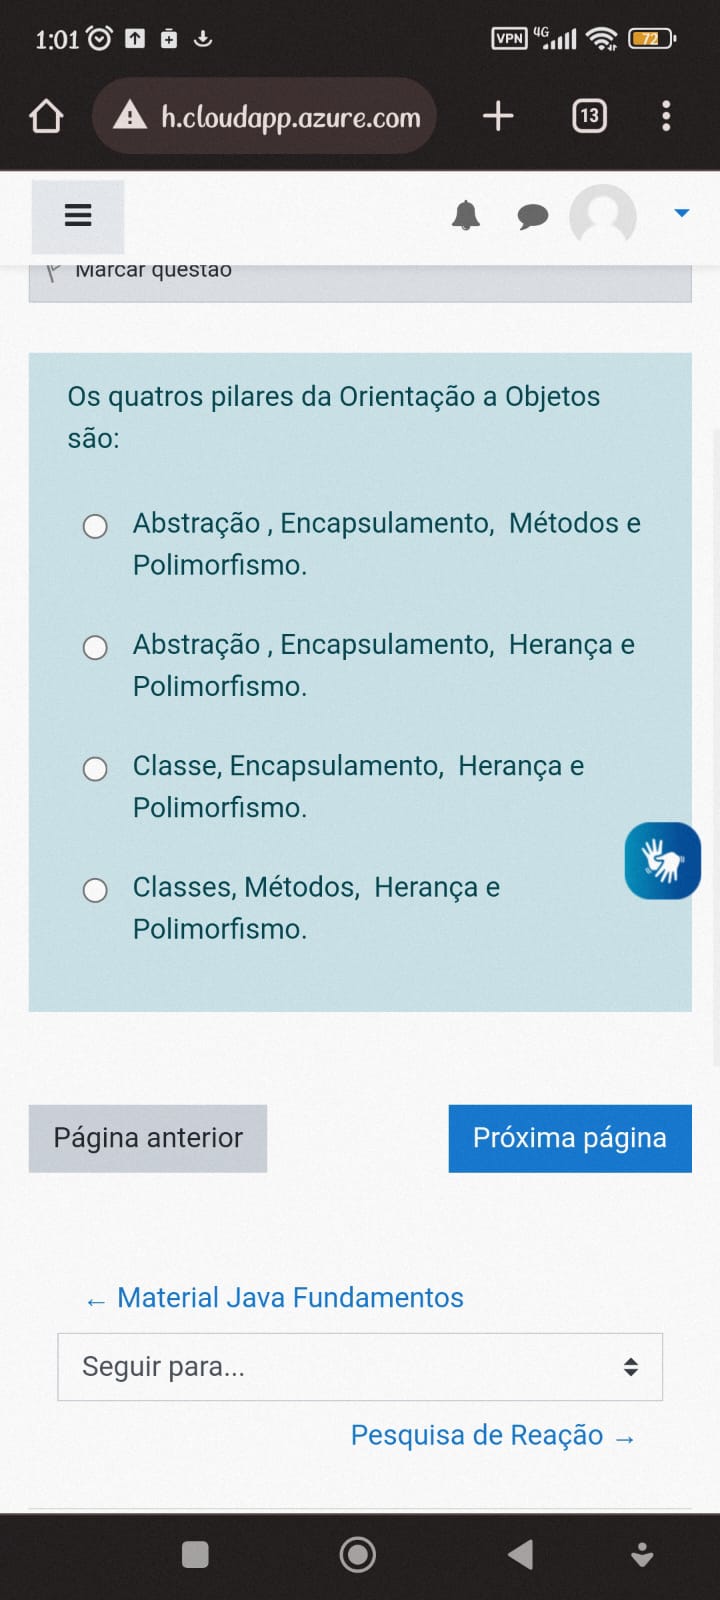 1:01
VPN 4G 72
h.cloudapp.azure.com
13
Marcar questão
Os quatros pilares da Orientação a Objetos
são:
Abstração , Encapsulamento,  Métodos e
Polimorfismo.
Abstração , Encapsulamento,  Herança e
Polimorfismo.
Classe, Encapsulamento,  Herança e
Polimorfismo.
Classes, Métodos,  Herança e
Polimorfismo.
Página anterior
Próxima página
← Material Java Fundamentos
Seguir para...
Pesquisa de Reação →